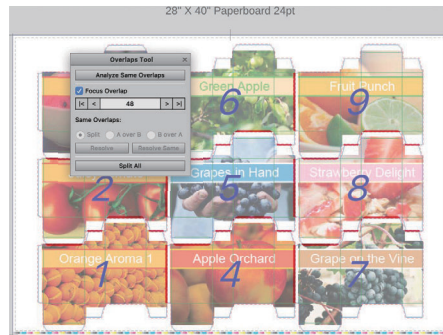 28" X 40" Paperboard 24pt
Overlaps Tool
Analyze Same Overlaps
Focus Overlap
|< < 48 > >|
Same Overlaps:
Split A over B B over A
Resolve Resolve Same
Split All
Green Apple
6
Fruit Punch
9
2
Grapes in Hand
5
Strawberry Delight
8
Orange Aroma 1
1
Apple Orchard
4
Grape on the Vine
7